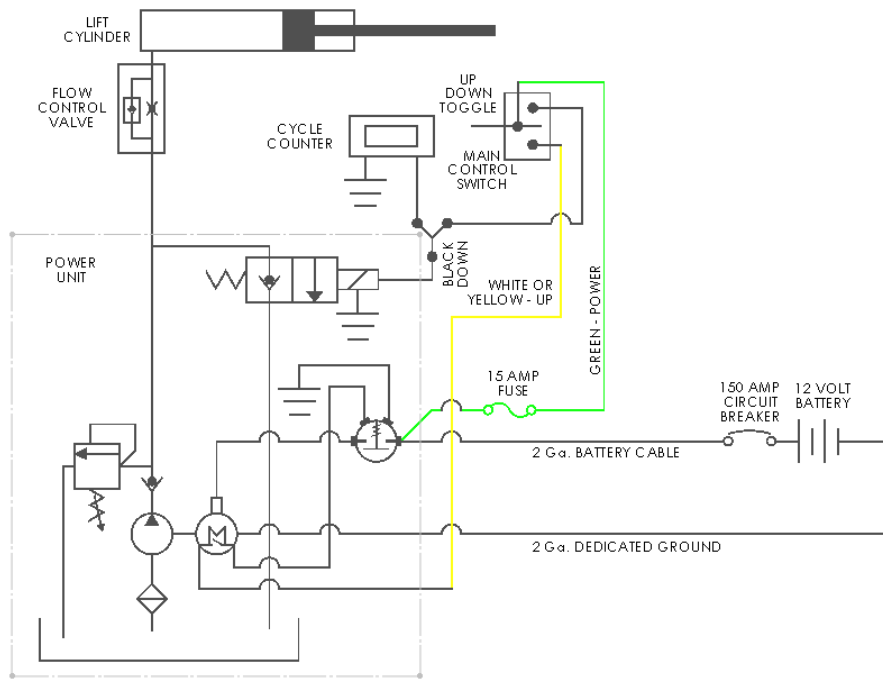 LIFT
CYLINDER
FLOW
CONTROL
VALVE
CYCLE
COUNTER
UP
DOWN
TOGGLE
MAIN
CONTROL
SWITCH
POWER
UNIT
BLACK
DOWN
WHITE OR
YELLOW - UP
GREEN - POWER
15 AMP
FUSE
150 AMP
CIRCUIT
BREAKER
12 VOLT
BATTERY
2 Ga. BATTERY CABLE
M
2 Ga. DEDICATED GROUND